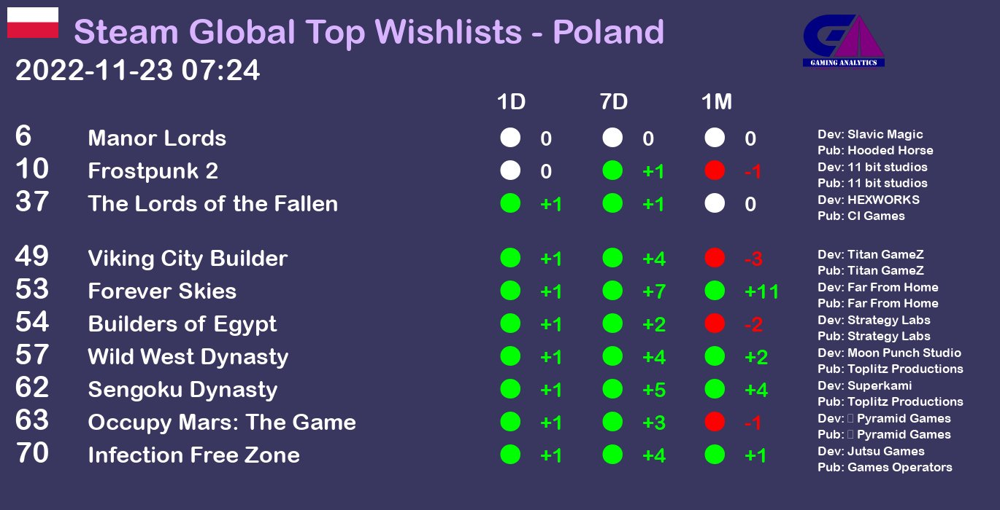 Steam Global Top Wishlists - Poland
GAMING ANALYTICS
2022-11-23 07:24
1D 7D 1M
6 Manor Lords 0 0 0 Dev: Slavic Magic
Pub: Hooded Horse
10 Frostpunk 2 0 +1 -1 Dev: 11 bit studios
Pub: 11 bit studios
37 The Lords of the Fallen +1 +1 0 Dev: HEXWORKS
Pub: CI Games
49 Viking City Builder +1 +4 -3 Dev: Titan GameZ
Pub: Titan GameZ
53 Forever Skies +1 +7 +11 Dev: Far From Home
Pub: Far From Home
54 Builders of Egypt +1 +2 -2 Dev: Strategy Labs
Pub: Strategy Labs
57 Wild West Dynasty +1 +4 +2 Dev: Moon Punch Studio
Pub: Toplitz Productions
62 Sengoku Dynasty +1 +5 +4 Dev: Superkami
Pub: Toplitz Productions
63 Occupy Mars: The Game +1 +3 -1 Dev: Pyramid Games
Pub: Pyramid Games
70 Infection Free Zone +1 +4 +1 Dev: Jutsu Games
Pub: Games Operators